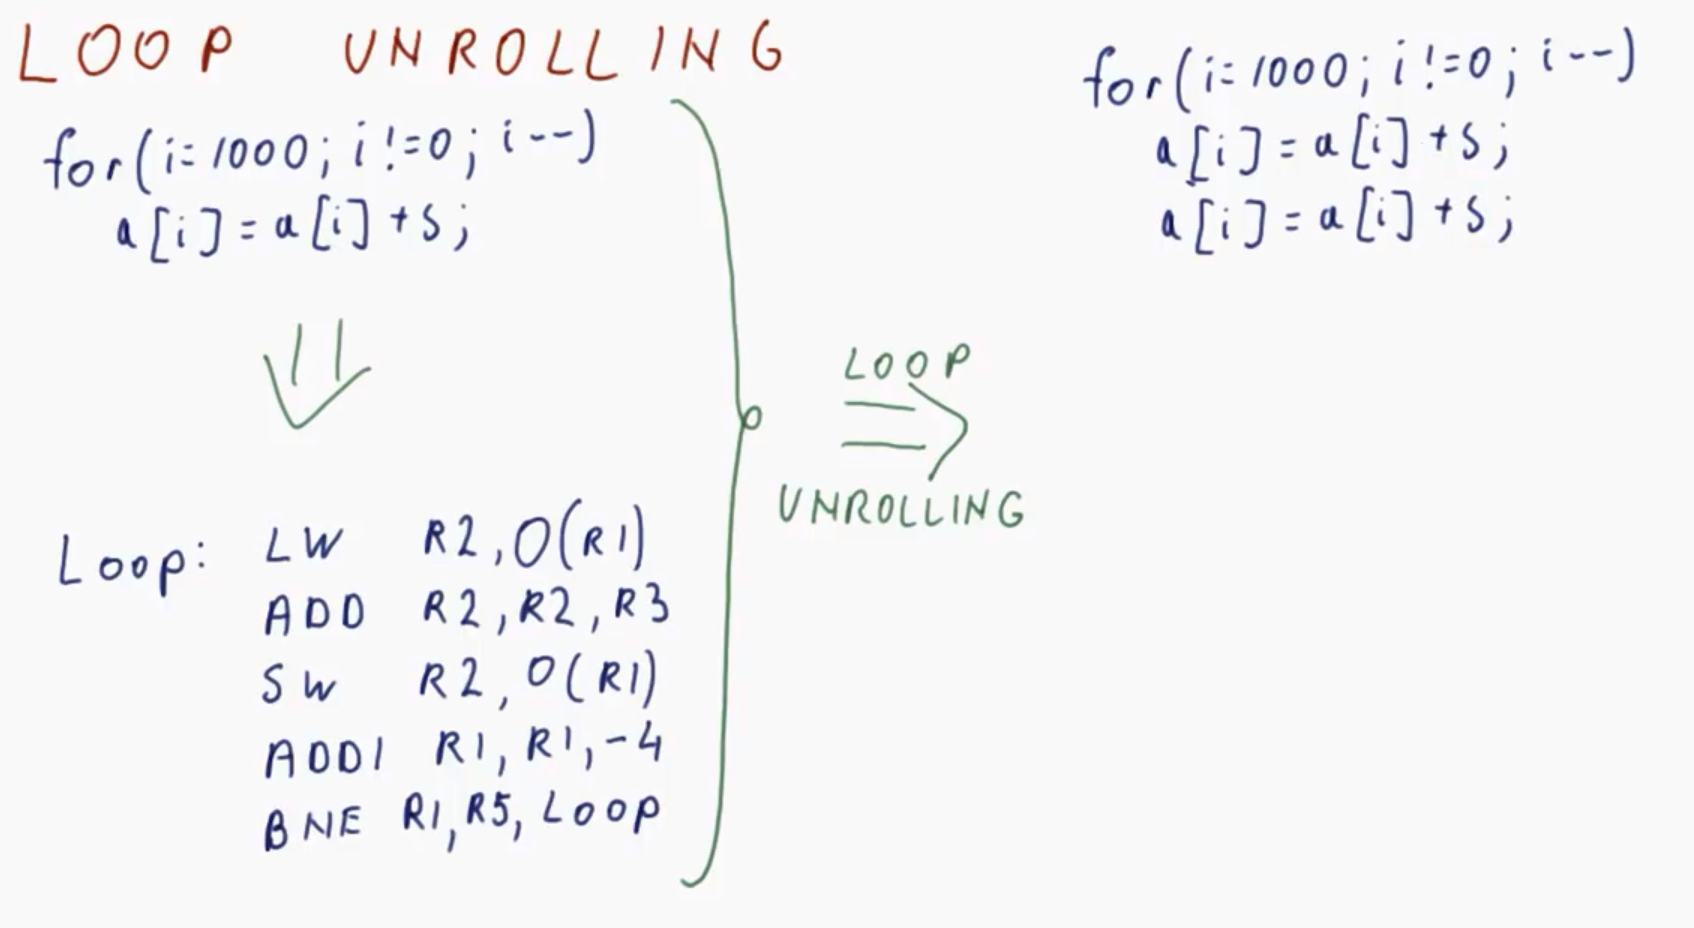 LOOP UNROLLING
for(i=1000; i!=0; i--)
a[i]=a[i]+s;
Loop: LW R2,0(R1)
ADD R2,R2,R3
SW R2,0(R1)
ADDI R1,R1,-4
BNE R1,R5,Loop
LOOP
UNROLLING
for(i=1000; i!=0; i--)
a[i]=a[i]+s;
a[i]=a[i]+s;